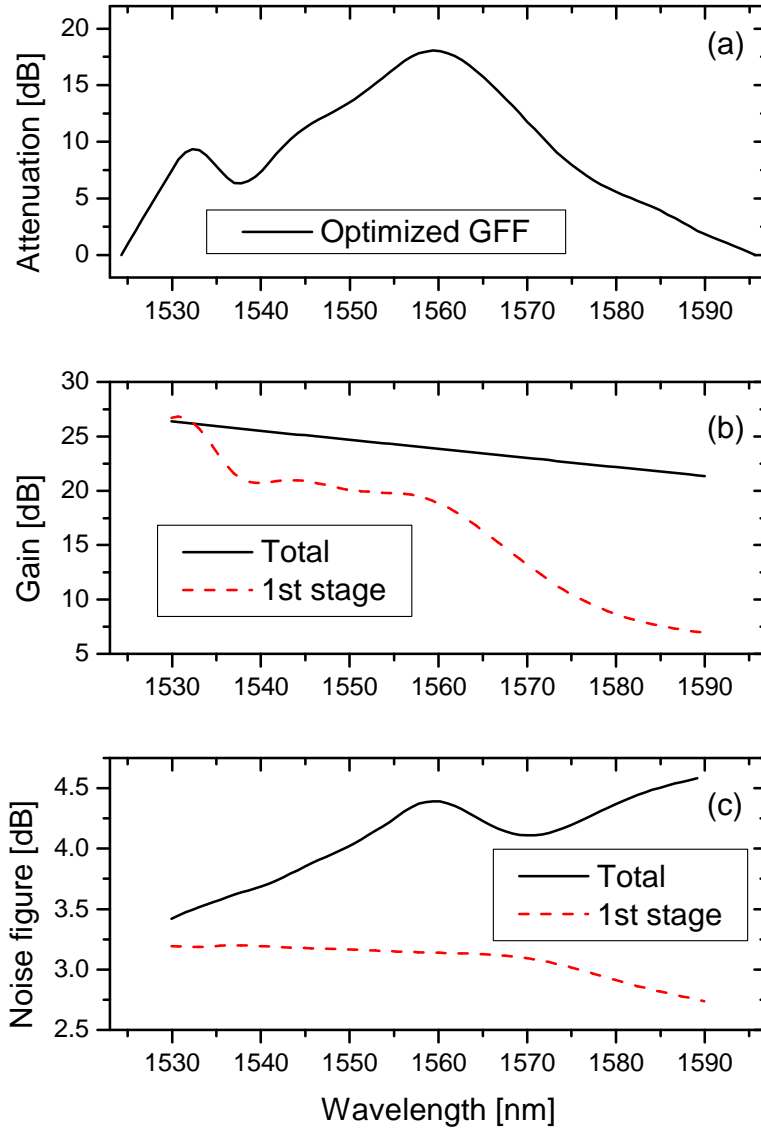 (a)
Attenuation [dB]
20
15
10
5
0
Optimized GFF
1530 1540 1550 1560 1570 1580 1590
(b)
Gain [dB]
30
25
20
15
10
5
Total
1st stage
1530 1540 1550 1560 1570 1580 1590
(c)
Noise figure [dB]
4.5
4.0
3.5
3.0
2.5
Total
1st stage
1530 1540 1550 1560 1570 1580 1590
Wavelength [nm]